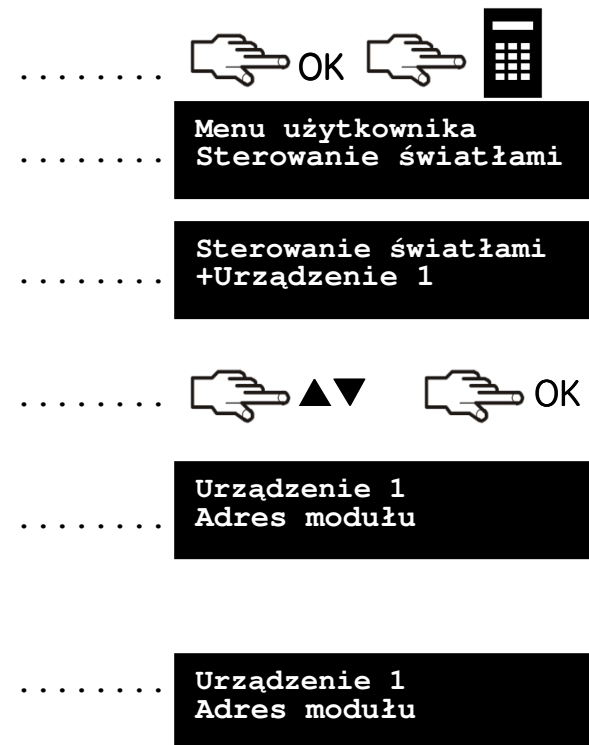 ........ OK
Menu użytkownika
........ Sterowanie światłami
Sterowanie światłami
........ +Urządzenie 1
........ ▲▼ OK
Urządzenie 1
........ Adres modułu
........ Urządzenie 1
Adres modułu